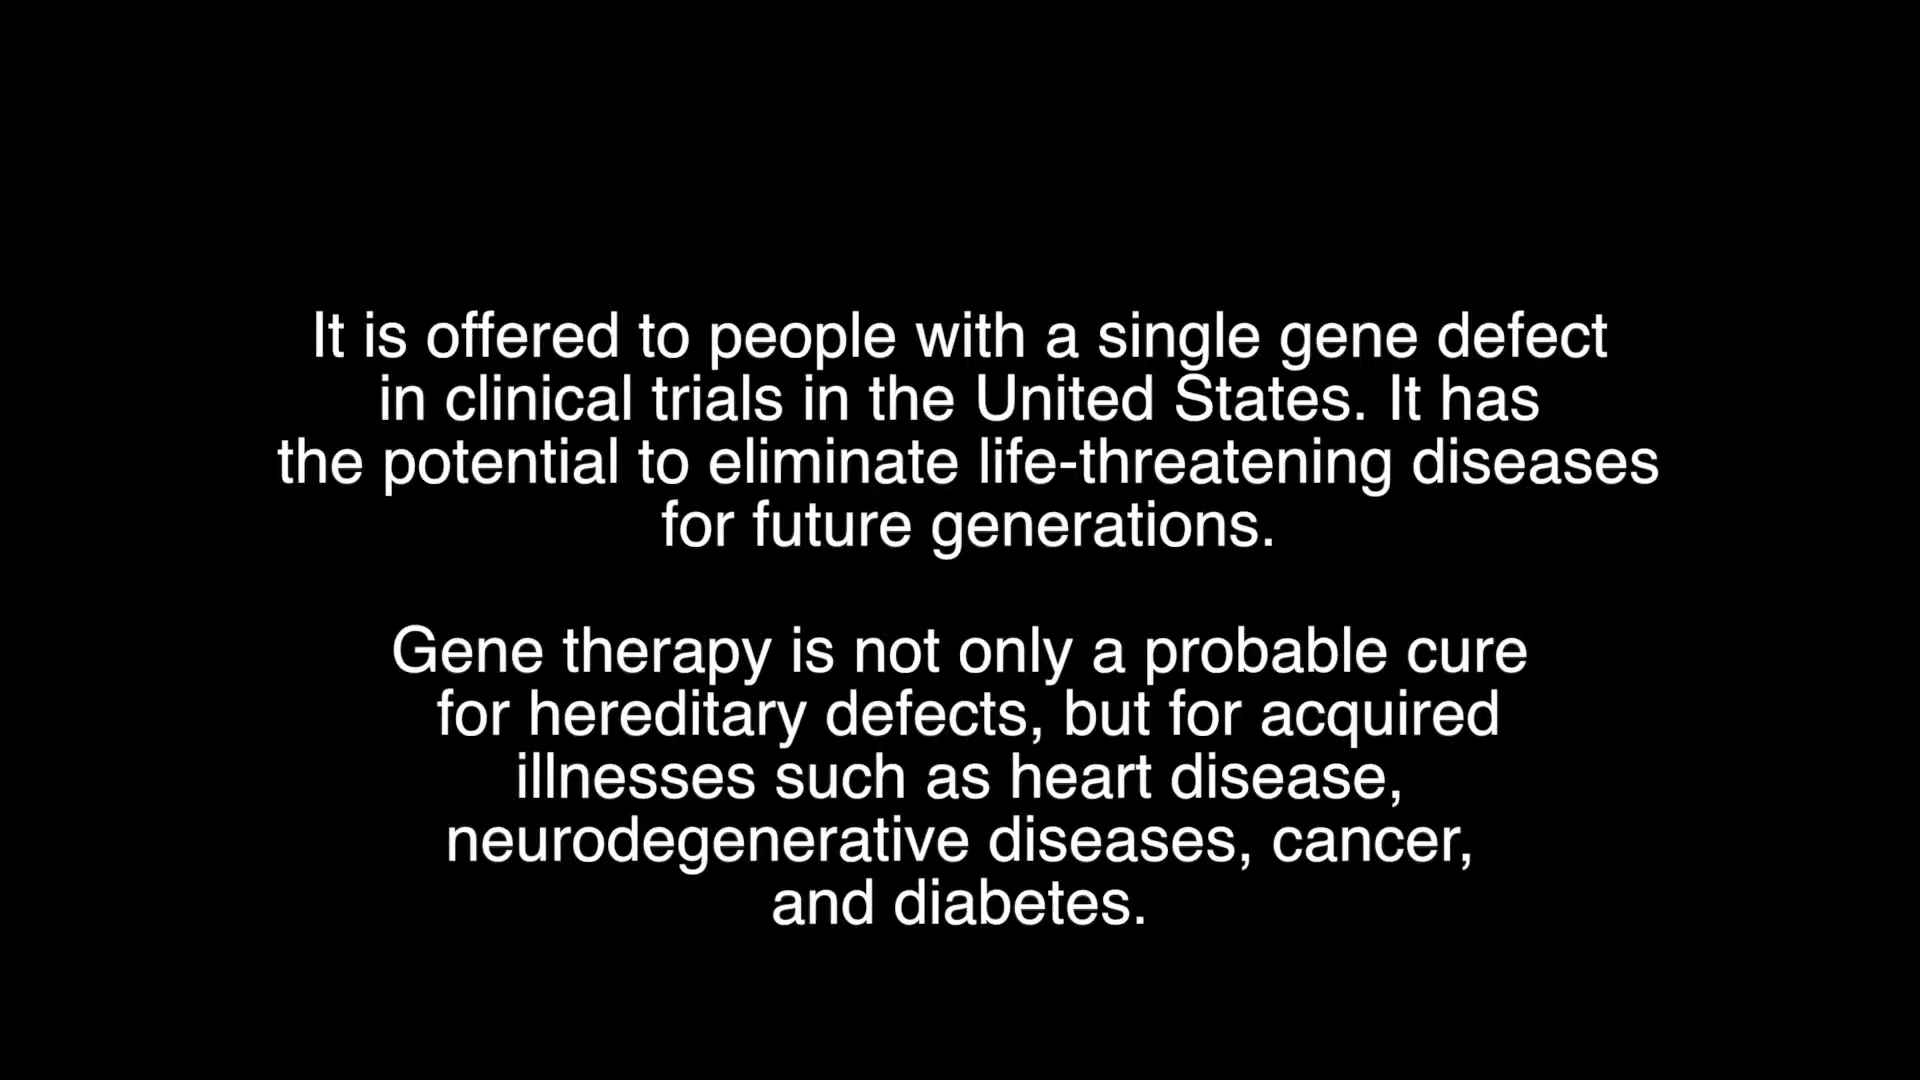 It is offered to people with a single gene defect
in clinical trials in the United States. It has
the potential to eliminate life-threatening diseases
for future generations.
Gene therapy is not only a probable cure
for hereditary defects, but for acquired
illnesses such as heart disease,
neurodegenerative diseases, cancer,
and diabetes.